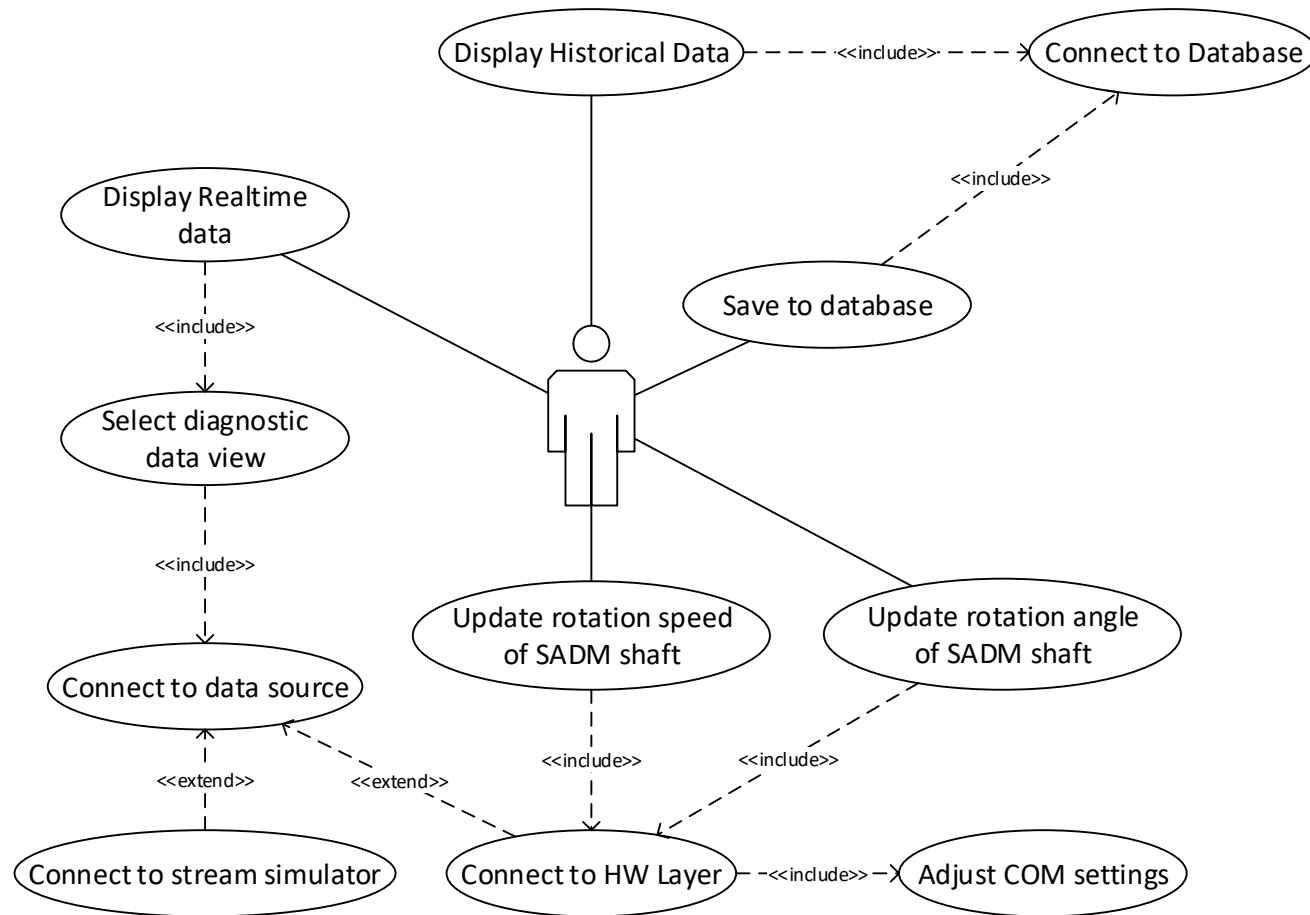 Display Historical Data
<<include>>
Connect to Database
<<include>>
Display Realtime
data
Save to database
<<include>>
Select diagnostic
data view
<<include>>
Update rotation speed
of SADM shaft
Update rotation angle
of SADM shaft
Connect to data source
<<extend>>
<<extend>>
<<include>>
<<include>>
Connect to stream simulator
Connect to HW Layer
<<include>>
Adjust COM settings